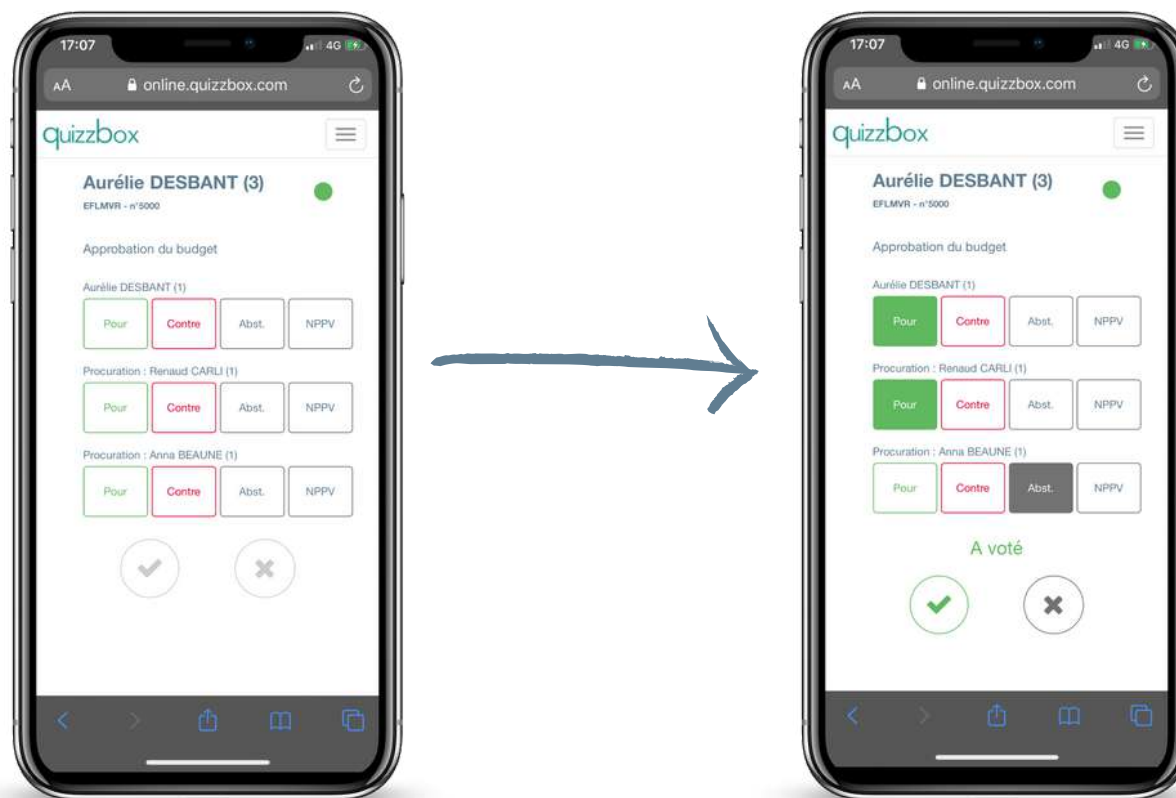 17:07
4G
AA online.quizzbox.com
quizzbox
Aurélie DESBANT (3)
EFLMVR - n°5000
Approbation du budget
Aurélie DESBANT (1)
Pour Contre Abst. NPPV
Procuration : Renaud CARLI (1)
Pour Contre Abst. NPPV
Procuration : Anna BEAUNE (1)
Pour Contre Abst. NPPV
17:07
4G
AA online.quizzbox.com
quizzbox
Aurélie DESBANT (3)
EFLMVR - n°5000
Approbation du budget
Aurélie DESBANT (1)
Pour Contre Abst. NPPV
Procuration : Renaud CARLI (1)
Pour Contre Abst. NPPV
Procuration : Anna BEAUNE (1)
Pour Contre Abst. NPPV
A voté